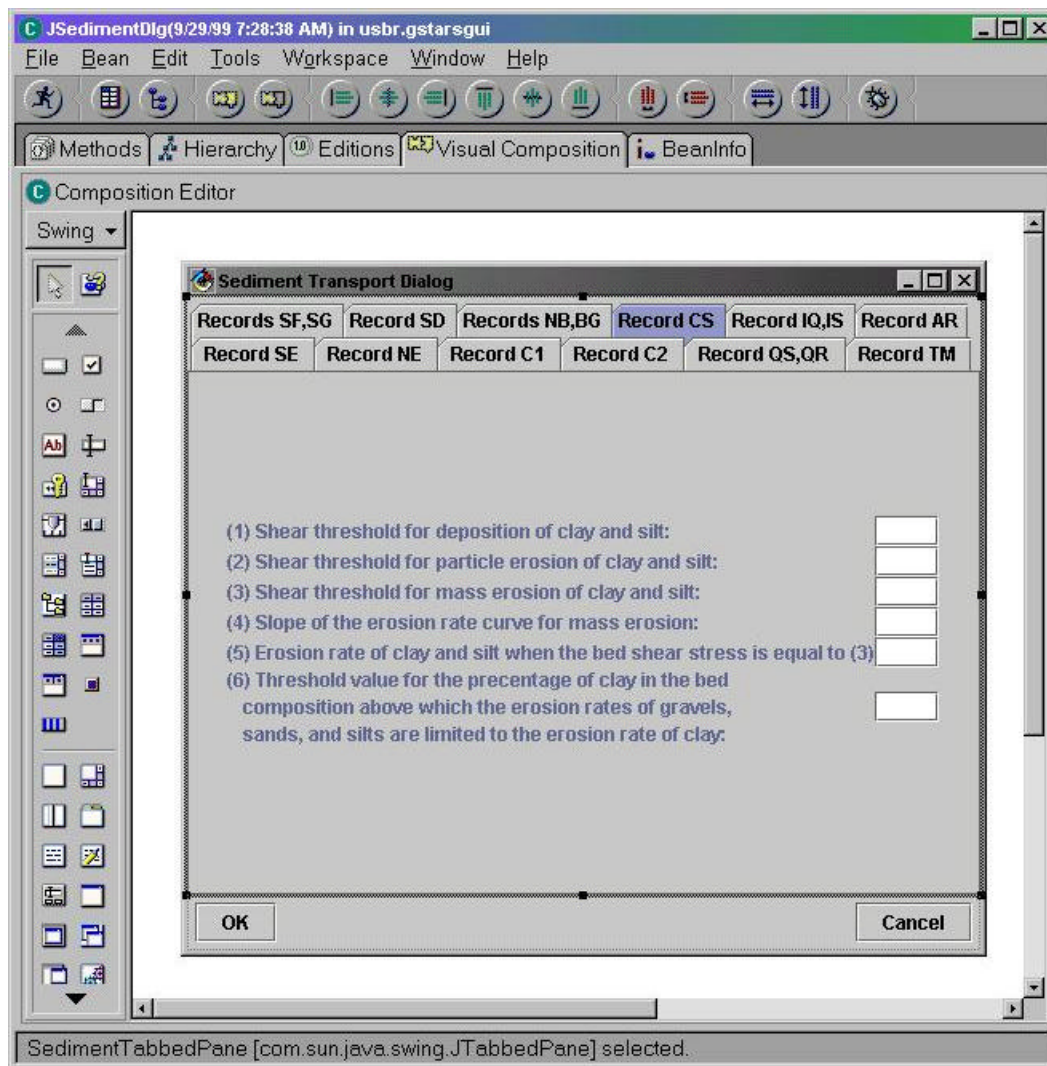 JSedimentDlg(9/29/99 7:28:38 AM) in usbr.gstarsgui
File Bean Edit Tools Workspace Window Help
Methods Hierarchy 1.0 Editions Visual Composition BeanInfo
Composition Editor
Swing
Sediment Transport Dialog
Records SF,SG Record SD Records NB,BG Record CS Record IQ,IS Record AR
Record SE Record NE Record C1 Record C2 Record QS,QR Record TM
Ab
(1) Shear threshold for deposition of clay and silt:
(2) Shear threshold for particle erosion of clay and silt:
(3) Shear threshold for mass erosion of clay and silt:
(4) Slope of the erosion rate curve for mass erosion:
(5) Erosion rate of clay and silt when the bed shear stress is equal to (3)
(6) Threshold value for the precentage of clay in the bed
composition above which the erosion rates of gravels,
sands, and silts are limited to the erosion rate of clay:
OK Cancel
SedimentTabbedPane [com.sun.java.swing.JTabbedPane] selected.